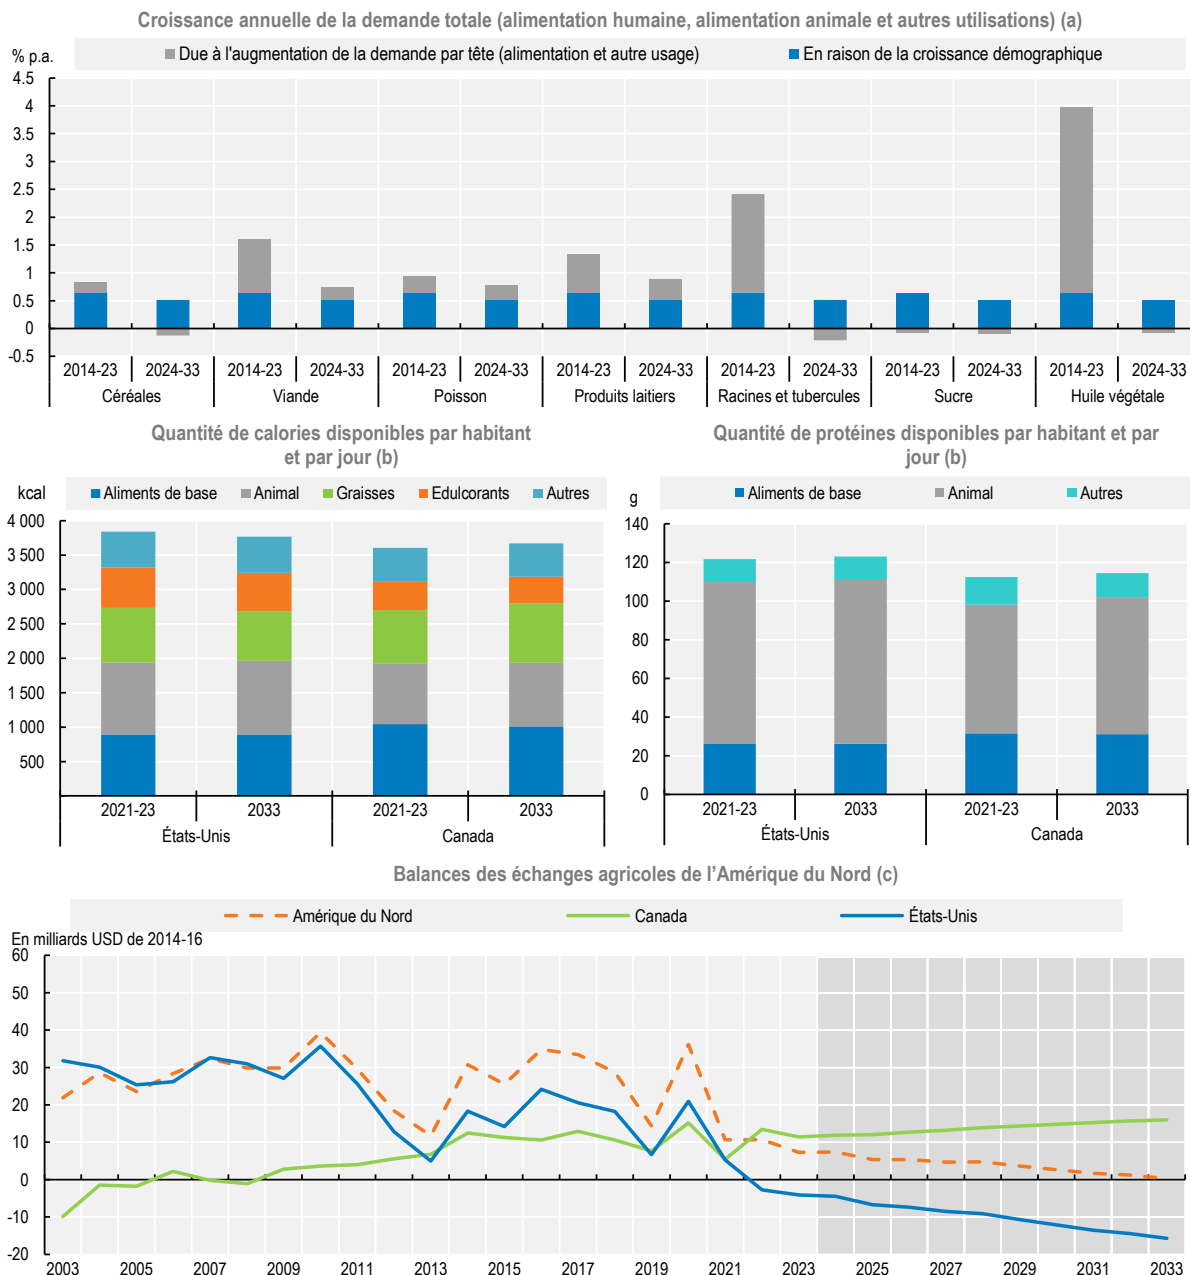 Croissance annuelle de la demande totale (alimentation humaine, alimentation animale et autres utilisations) (a)
% p.a.
Due à l'augmentation de la demande par tête (alimentation et autre usage)
En raison de la croissance démographique
4.5
4
3.5
3
2.5
2
1.5
1
0.5
0
-0.5
2014-23 2024-33 2014-23 2024-33 2014-23 2024-33 2014-23 2024-33 2014-23 2024-33 2014-23 2024-33 2014-23 2024-33
Céréales Viande Poisson Produits laitiers Racines et tubercules Sucre Huile végétale
Quantité de calories disponibles par habitant
et par jour (b)
kcal
Aliments de base Animal Graisses Edulcorants Autres
4 000
3 500
3 000
2 500
2 000
1 500
1 000
500
2021-23 2033 2021-23 2033
États-Unis Canada
Quantité de protéines disponibles par habitant et par
jour (b)
g
Aliments de base Animal Autres
140
120
100
80
60
40
20
0
2021-23 2033 2021-23 2033
États-Unis Canada
Balances des échanges agricoles de l’Amérique du Nord (c)
Amérique du Nord Canada États-Unis
En milliards USD de 2014-16
60
50
40
30
20
10
0
-10
-20
2003 2005 2007 2009 2011 2013 2015 2017 2019 2021 2023 2025 2027 2029 2031 2033